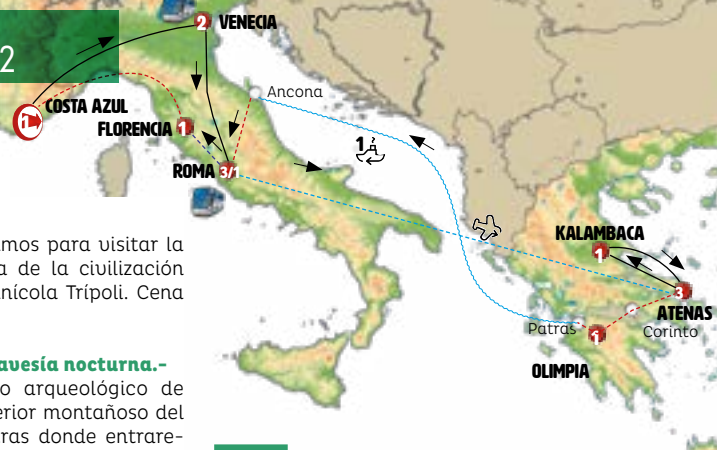 2
2 VENECIA
COSTA AZUL
1
Ancona
FLORENCIA 1
1
ROMA 3/1
amos para visitar la
a de la civilización
nícola Trípoli. Cena
KALAMBACA
1
3
ATENAS
Patras
Corinto
1
OLIMPIA
avesía nocturna.-
o arqueológico de
erior montañoso del
ras donde entrare-